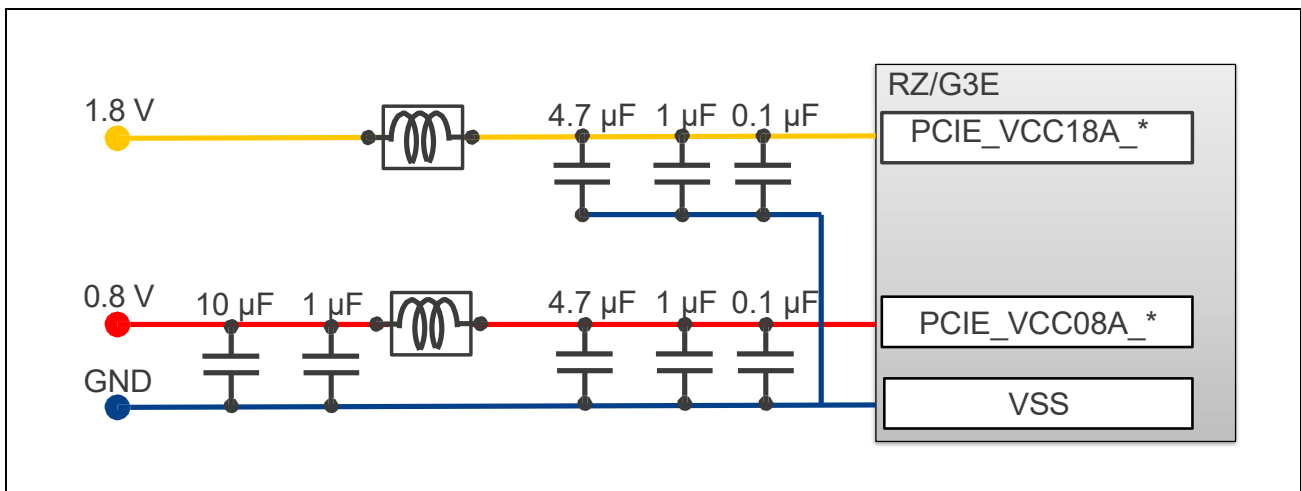 RZ/G3E
1.8 V
4.7 µF 1 µF 0.1 µF
PCIE_VCC18A_*
0.8 V
10 µF 1 µF
4.7 µF 1 µF 0.1 µF
PCIE_VCC08A_*
GND
VSS